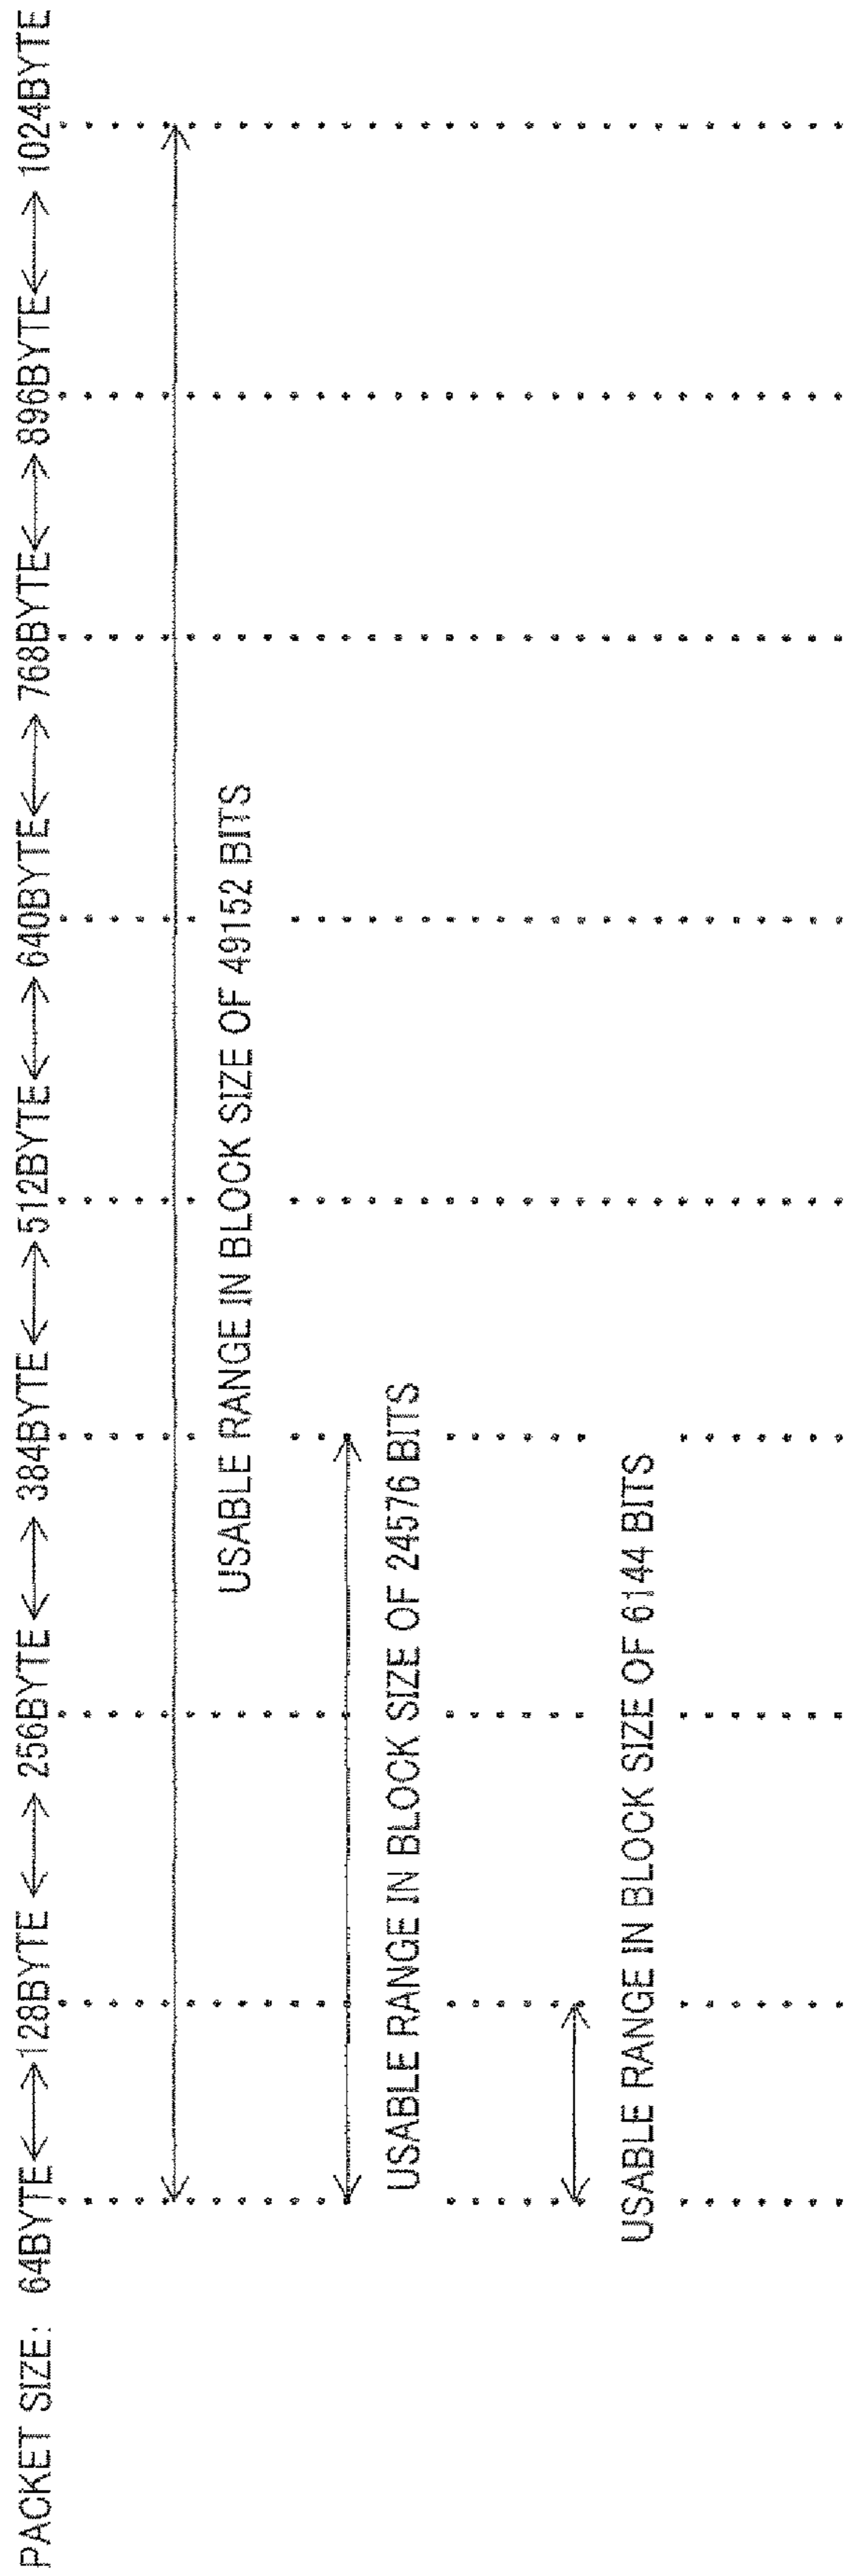 PACKET SIZE: 64BYTE 128BYTE 256BYTE 384BYTE 512BYTE 640BYTE 768BYTE 896BYTE 1024BYTE
USABLE RANGE IN BLOCK SIZE OF 49152 BITS
USABLE RANGE IN BLOCK SIZE OF 24576 BITS
USABLE RANGE IN BLOCK SIZE OF 6144 BITS